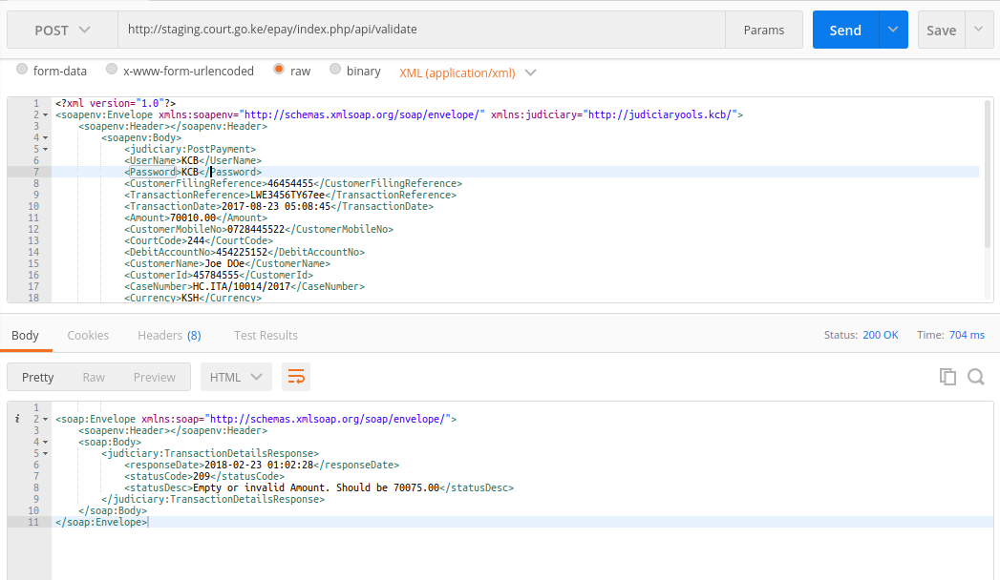 POST http://staging.court.go.ke/epay/index.php/api/validate Params Send Save
form-data x-www-form-urlencoded raw binary XML (application/xml)
1 <?xml version="1.0"?>
2 <soapenv:Envelope xmlns:soapenv="http://schemas.xmlsoap.org/soap/envelope/" xmlns:judiciary="http://judiciaryools.kcb/">
3 <soapenv:Header></soapenv:Header>
4 <soapenv:Body>
5 <judiciary:PostPayment>
6 <UserName>KCB</UserName>
7 <Password>KCB</Password>
8 <CustomerFilingReference>46454455</CustomerFilingReference>
9 <TransactionReference>LWE3456TY67ee</TransactionReference>
10 <TransactionDate>2017-08-23 05:08:45</TransactionDate>
11 <Amount>70010.00</Amount>
12 <CustomerMobileNo>0728445522</CustomerMobileNo>
13 <CourtCode>244</CourtCode>
14 <DebitAccountNo>454225152</DebitAccountNo>
15 <CustomerName>Joe DOe</CustomerName>
16 <CustomerId>45784555</CustomerId>
17 <CaseNumber>HC.ITA/10014/2017</CaseNumber>
18 <Currency>KSH</Currency>
Body Cookies Headers (8) Test Results Status: 200 OK Time: 704 ms
Pretty Raw Preview HTML
1
i 2 <soap:Envelope xmlns:soap="http://schemas.xmlsoap.org/soap/envelope/">
3 <soapenv:Header></soapenv:Header>
4 <soap:Body>
5 <judiciary:TransactionDetailsResponse>
6 <responseDate>2018-02-23 01:02:28</responseDate>
7 <statusCode>209</statusCode>
8 <statusDesc>Empty or invalid Amount. Should be 70075.00</statusDesc>
9 </judiciary:TransactionDetailsResponse>
10 </soap:Body>
11 </soap:Envelope>